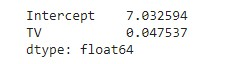 Intercept    7.032594
TV           0.047537
dtype: float64